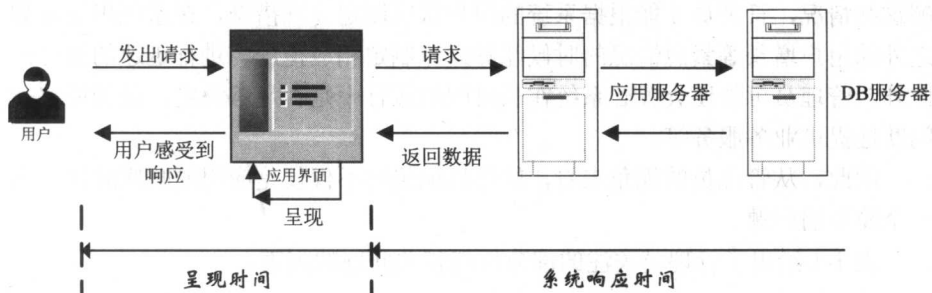 发出请求
请求
用户
应用服务器
DB服务器
用户感受到
响应
应用界面
返回数据
呈现
呈现时间
系统响应时间